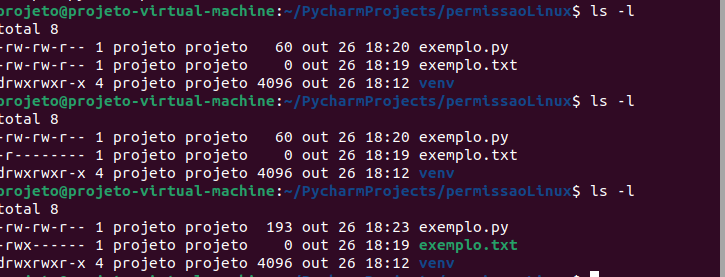 projeto@projeto-virtual-machine:~/PycharmProjects/permissaoLinux$ ls -l
total 8
-rw-rw-r-- 1 projeto projeto   60 out 26 18:20 exemplo.py
-rw-rw-r-- 1 projeto projeto    0 out 26 18:19 exemplo.txt
drwxrwxr-x 4 projeto projeto 4096 out 26 18:12 venv
projeto@projeto-virtual-machine:~/PycharmProjects/permissaoLinux$ ls -l
total 8
-rw-rw-r-- 1 projeto projeto   60 out 26 18:20 exemplo.py
-r-------- 1 projeto projeto    0 out 26 18:19 exemplo.txt
drwxrwxr-x 4 projeto projeto 4096 out 26 18:12 venv
projeto@projeto-virtual-machine:~/PycharmProjects/permissaoLinux$ ls -l
total 8
-rw-rw-r-- 1 projeto projeto  193 out 26 18:23 exemplo.py
-rwx------ 1 projeto projeto    0 out 26 18:19 exemplo.txt
drwxrwxr-x 4 projeto projeto 4096 out 26 18:12 venv